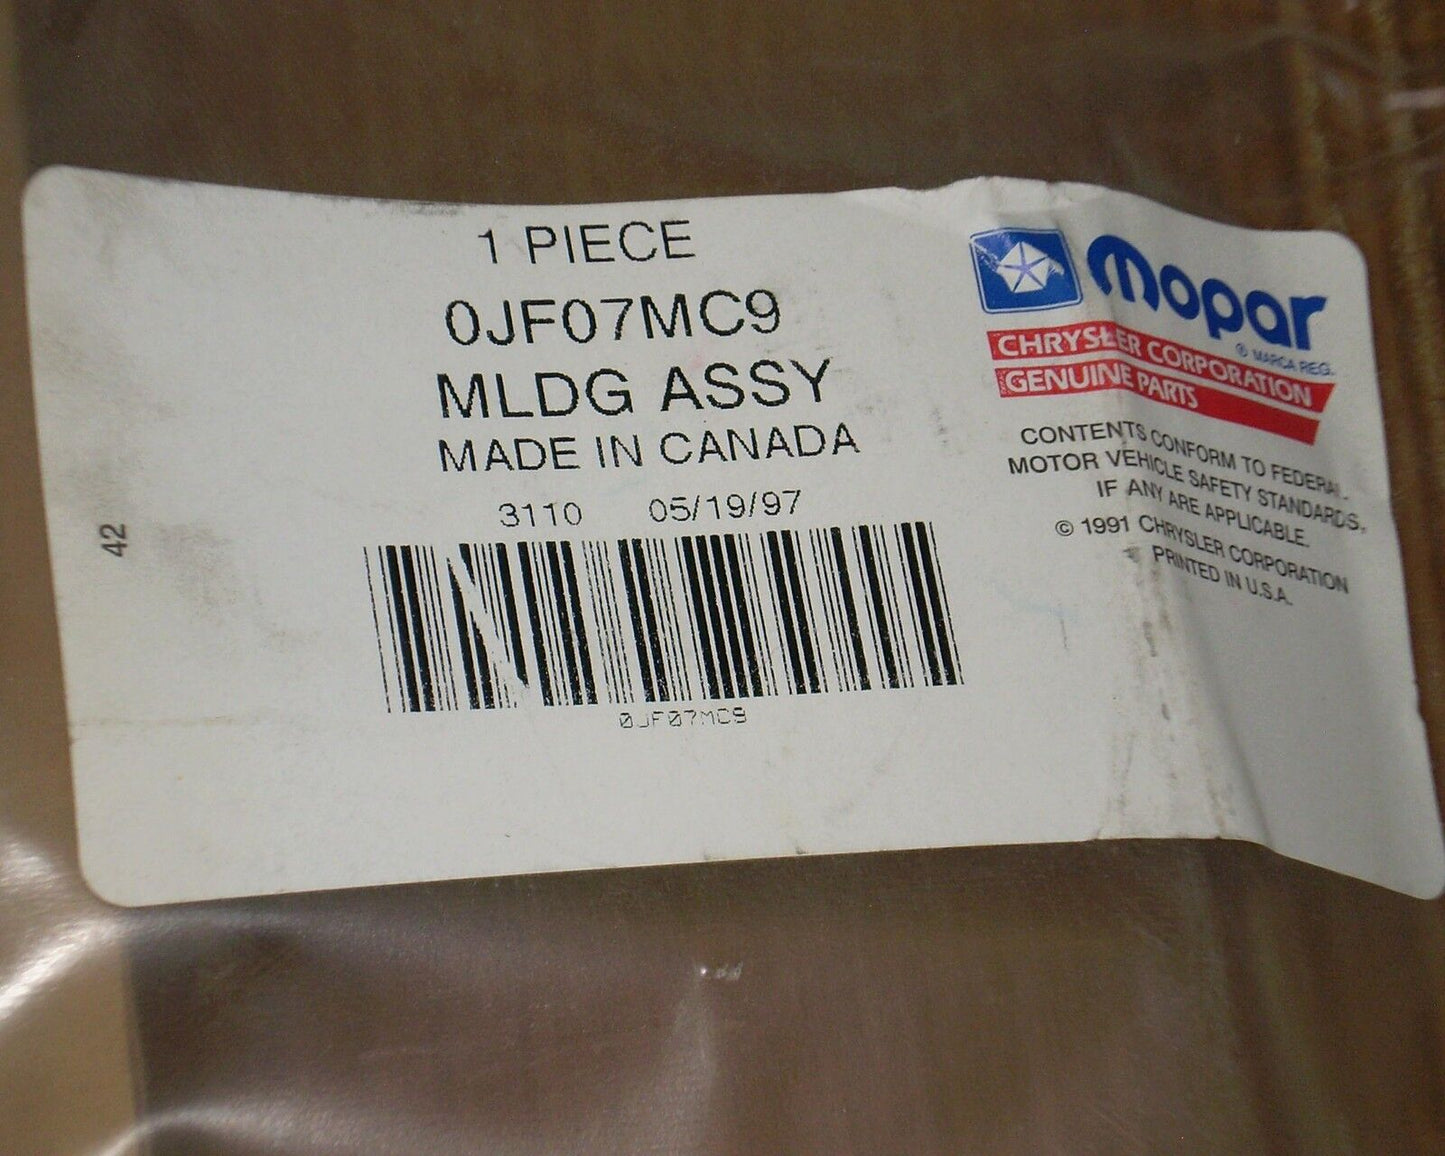 1 PIECE
0JF07MC9
MLDG ASSY
MADE IN CANADA
3110 05/19/97
0JF07MC9
42
Mopar
® MARCA REG.
CHRYSLER CORPORATION
GENUINE PARTS
CONTENTS CONFORM TO FEDERAL
MOTOR VEHICLE SAFETY STANDARDS,
IF ANY ARE APPLICABLE.
© 1991 CHRYSLER CORPORATION
PRINTED IN U.S.A.